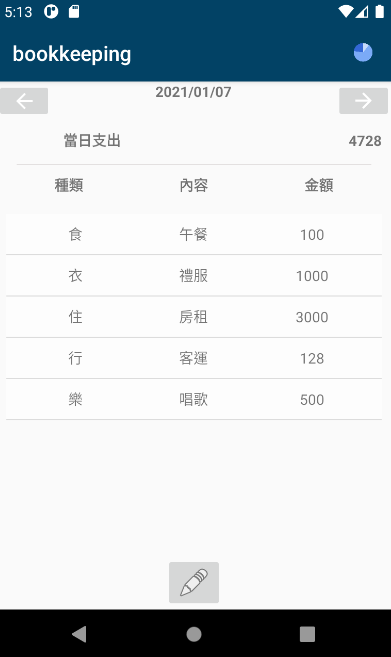 5:13
bookkeeping
2021/01/07
當日支出 4728
種類 內容 金額
食 午餐 100
衣 禮服 1000
住 房租 3000
行 客運 128
樂 唱歌 500